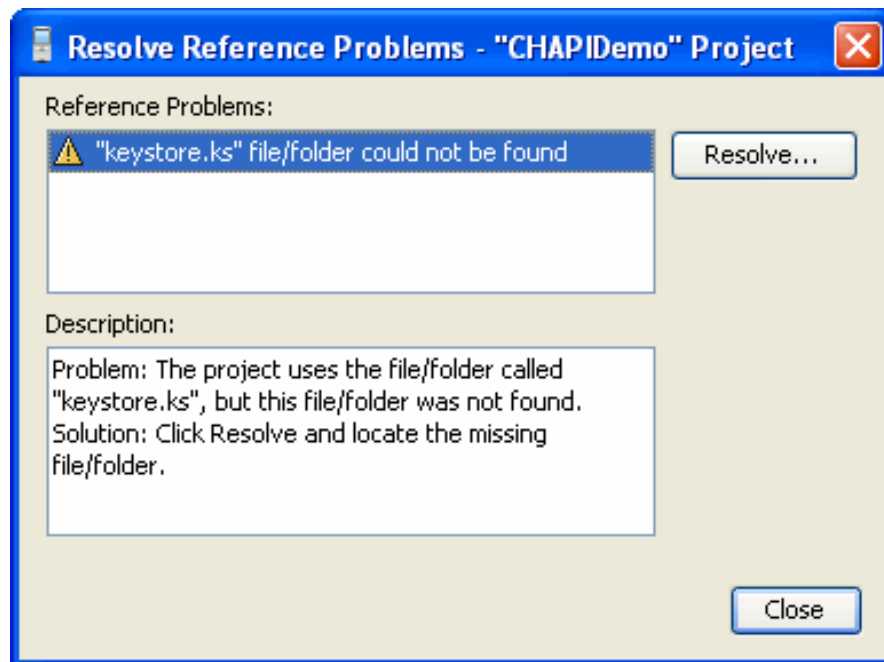 Resolve Reference Problems - "CHAPIDemo" Project
Reference Problems:
"keystore.ks" file/folder could not be found
Resolve...
Description:
Problem: The project uses the file/folder called
"keystore.ks", but this file/folder was not found.
Solution: Click Resolve and locate the missing
file/folder.
Close